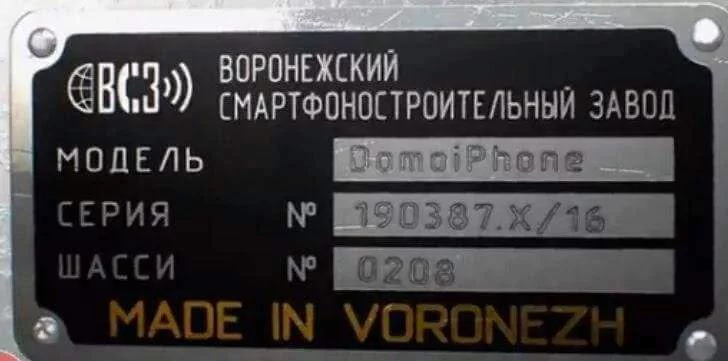 ВСЗ ВОРОНЕЖСКИЙ
СМАРТФОНОСТРОИТЕЛЬНЫЙ ЗАВОД
МОДЕЛЬ DomoiPhone
СЕРИЯ № 190387.X/16
ШАССИ № 0208
MADE IN VORONEZH